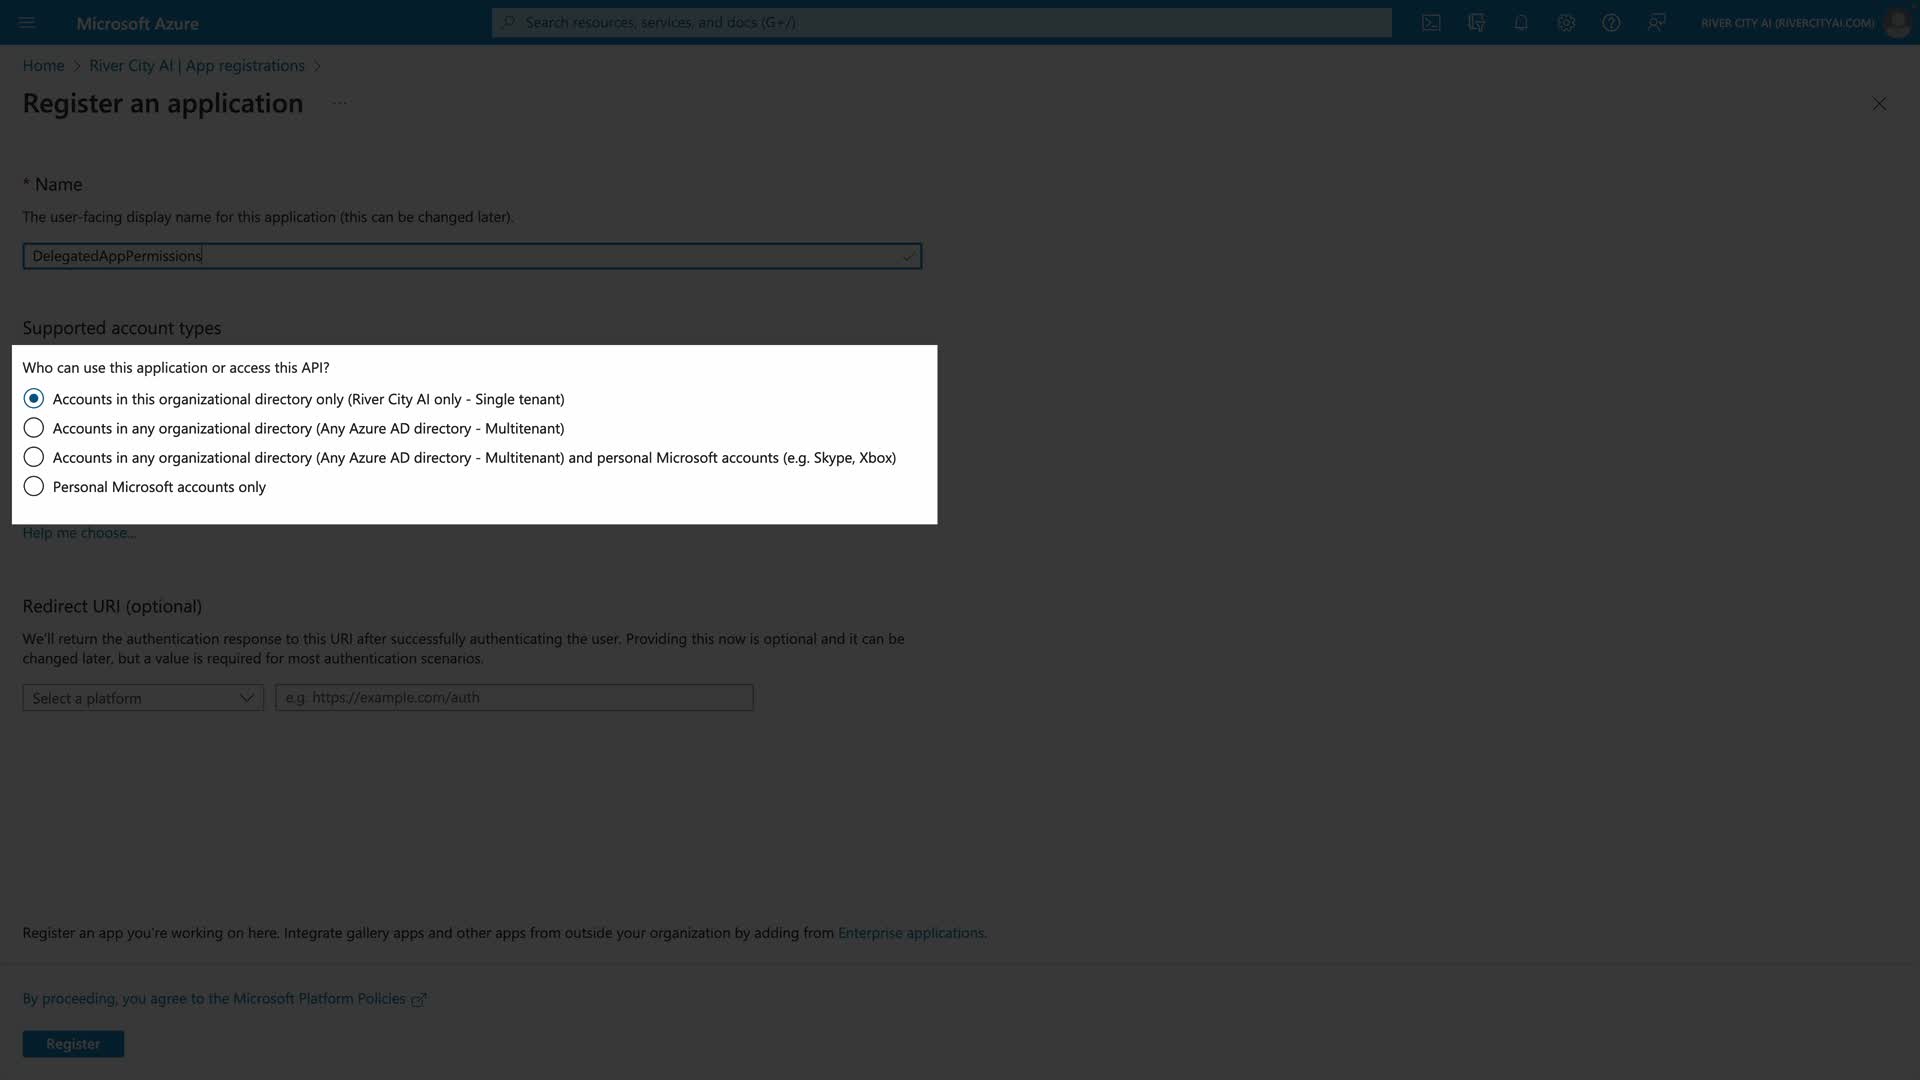 Microsoft Azure
Search resources, services, and docs (G+/)
RIVER CITY AI (RIVERCITYAI.COM)
Home > River City AI | App registrations >
Register an application ...
* Name
The user-facing display name for this application (this can be changed later).
DelegatedAppPermissions
Supported account types
Who can use this application or access this API?
Accounts in this organizational directory only (River City AI only - Single tenant)
Accounts in any organizational directory (Any Azure AD directory - Multitenant)
Accounts in any organizational directory (Any Azure AD directory - Multitenant) and personal Microsoft accounts (e.g. Skype, Xbox)
Personal Microsoft accounts only
Help me choose...
Redirect URI (optional)
We'll return the authentication response to this URI after successfully authenticating the user. Providing this now is optional and it can be
changed later, but a value is required for most authentication scenarios.
Select a platform
e.g. https://example.com/auth
Register an app you're working on here. Integrate gallery apps and other apps from outside your organization by adding from Enterprise applications.
By proceeding, you agree to the Microsoft Platform Policies
Register